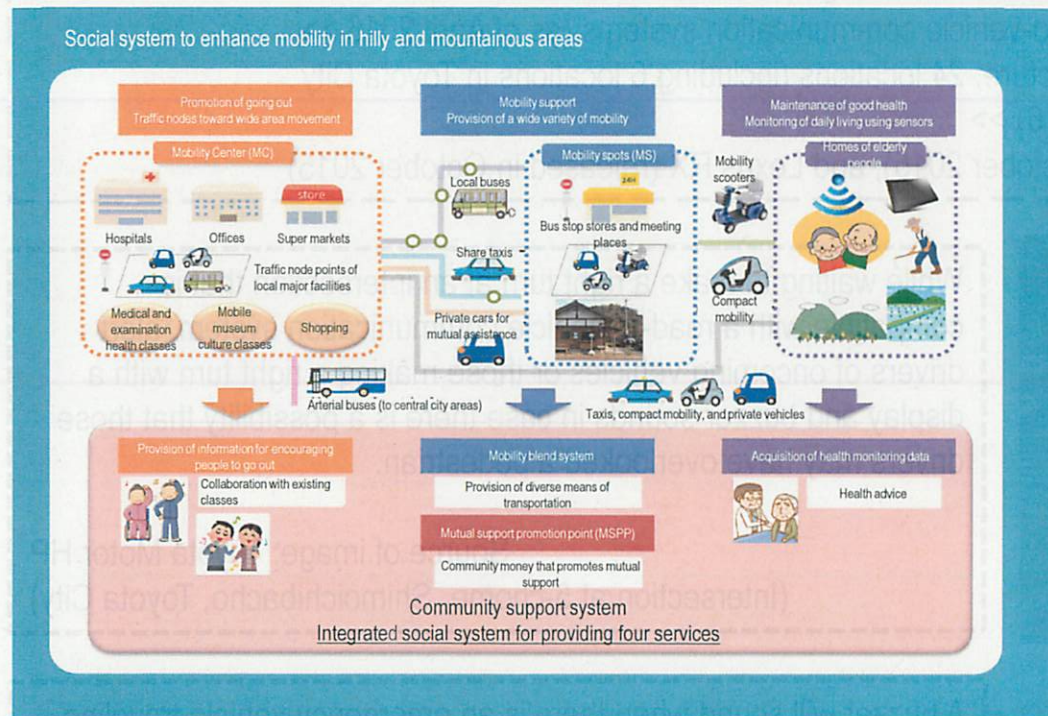 Social system to enhance mobility in hilly and mountainous areas
Promotion of going out
Traffic nodes toward wide area movement
Mobility support
Provision of a wide variety of mobility
Maintenance of good health
Monitoring of daily living using sensors
Mobility Center (MC)
store
Hospitals
Offices
Super markets
Traffic node points of
local major facilities
Medical and
examination
health classes
Mobile
museum
culture classes
Shopping
Local buses
Share taxis
Private cars for
mutual assistance
Arterial buses (to central city areas)
Mobility spots (MS)
24H
Bus stop stores and meeting
places
Mobility
scooters
Compact
mobility
Taxis, compact mobility, and private vehicles
Homes of elderly
people
Provision of information for encouraging
people to go out
Collaboration with existing
classes
Mobility blend system
Provision of diverse means of
transportation
Mutual support promotion point (MSPP)
Community money that promotes mutual
support
Acquisition of health monitoring data
Health advice
Community support system
Integrated social system for providing four services